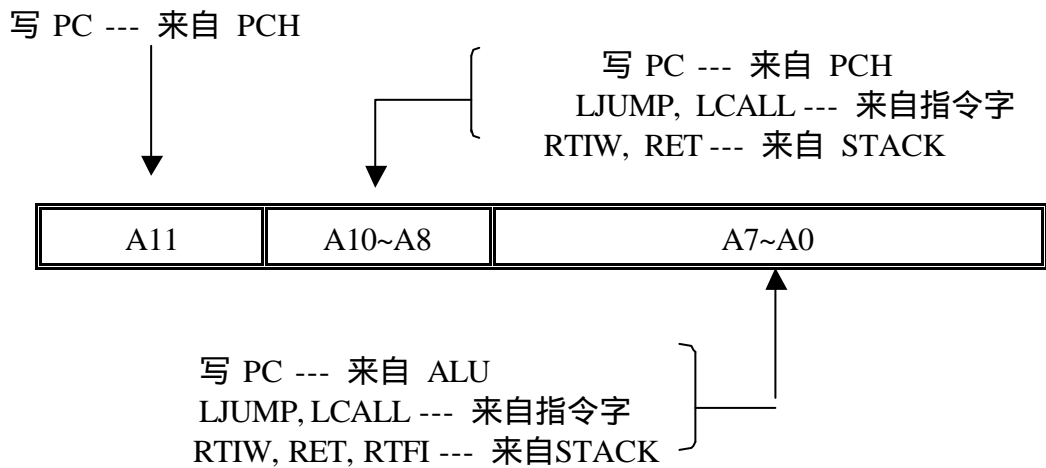 写 PC --- 来自 PCH
写 PC --- 来自 PCH
LJUMP, LCALL --- 来自指令字
RTIW, RET --- 来自 STACK
A11 A10~A8 A7~A0
写 PC --- 来自 ALU
LJUMP, LCALL --- 来自指令字
RTIW, RET, RTFI --- 来自STACK